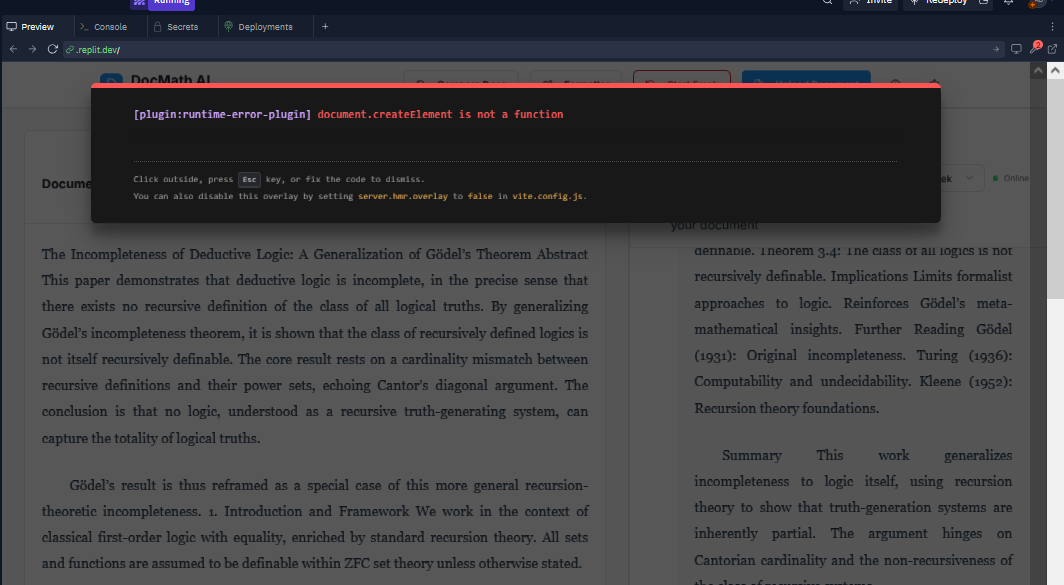 Running
Invite
Redeploy
Preview
Console
Secrets
Deployments
+
.replit.dev/
2
DocMath AI
[plugin:runtime-error-plugin] document.createElement is not a function
Click outside, press Esc key, or fix the code to dismiss.
You can also disable this overlay by setting server.hmr.overlay to false in vite.config.js.
Docume
ek
Online
your document
The Incompleteness of Deductive Logic: A Generalization of Gödel's Theorem Abstract
This paper demonstrates that deductive logic is incomplete, in the precise sense that
there exists no recursive definition of the class of all logical truths. By generalizing
Gödel's incompleteness theorem, it is shown that the class of recursively defined logics is
not itself recursively definable. The core result rests on a cardinality mismatch between
recursive definitions and their power sets, echoing Cantor's diagonal argument. The
conclusion is that no logic, understood as a recursive truth-generating system, can
capture the totality of logical truths.
Gödel's result is thus reframed as a special case of this more general recursion-
theoretic incompleteness. 1. Introduction and Framework We work in the context of
classical first-order logic with equality, enriched by standard recursion theory. All sets
and functions are assumed to be definable within ZFC set theory unless otherwise stated.
definable. Theorem 3.4: The class of all logics is not
recursively definable. Implications Limits formalist
approaches to logic. Reinforces Gödel's meta-
mathematical insights. Further Reading Gödel
(1931): Original incompleteness. Turing (1936):
Computability and undecidability. Kleene (1952):
Recursion theory foundations.
Summary This work generalizes
incompleteness to logic itself, using recursion
theory to show that truth-generation systems are
inherently partial. The argument hinges on
Cantorian cardinality and the non-recursiveness of